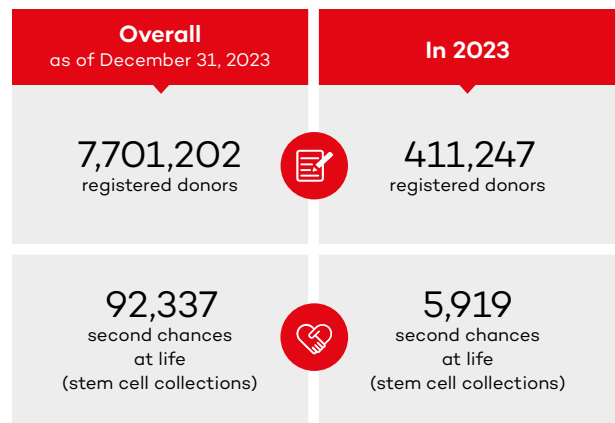 Overall
as of December 31, 2023
In 2023
7,701,202
registered donors
411,247
registered donors
92,337
second chances
at life
(stem cell collections)
5,919
second chances
at life
(stem cell collections)